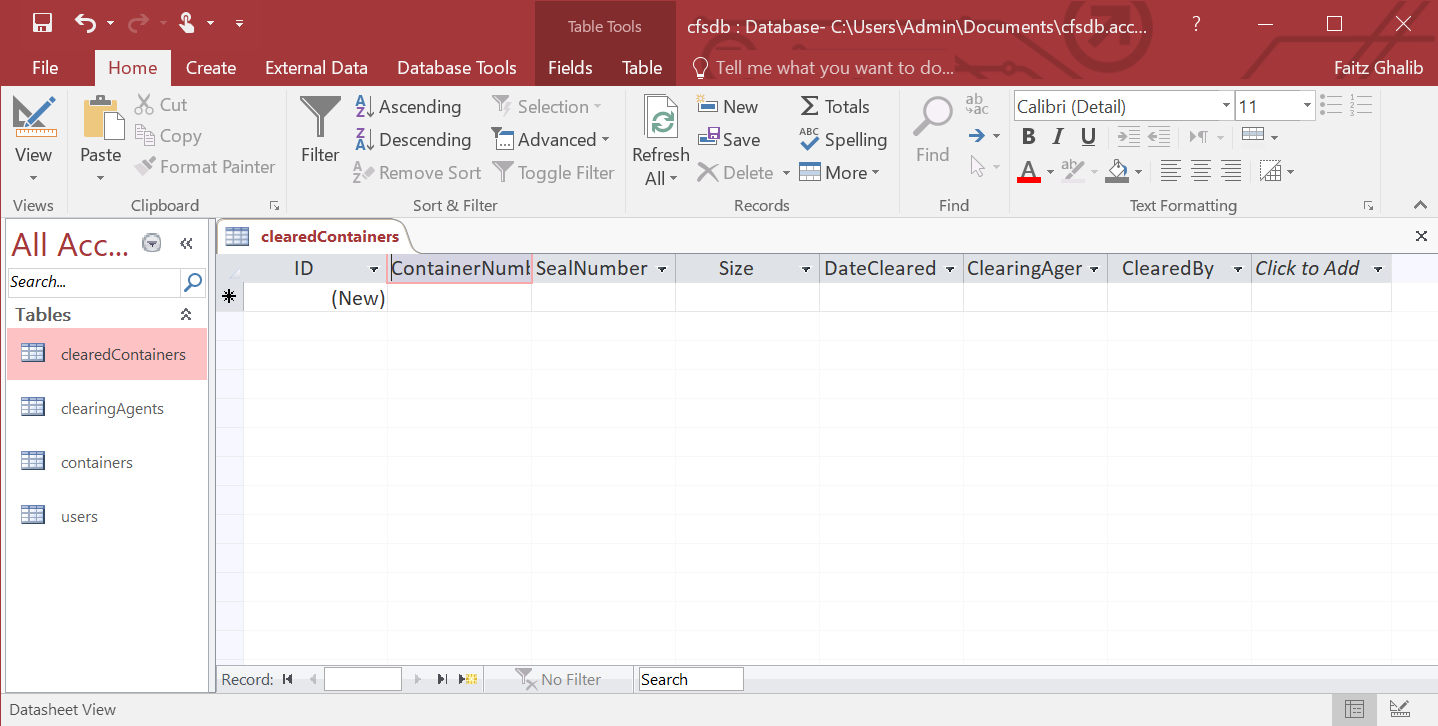 Table Tools
cfsdb : Database- C:\Users\Admin\Documents\cfsdb.acc...
?
File
Home
Create
External Data
Database Tools
Fields
Table
Tell me what you want to do...
Faitz Ghalib
View
Paste
Cut
Copy
Format Painter
Filter
Ascending
Descending
Remove Sort
Selection
Advanced
Toggle Filter
Refresh
All
New
Save
Delete
Totals
Spelling
More
Find
Calibri (Detail)
11
B I U
Views
Clipboard
Sort & Filter
Records
Find
Text Formatting
All Acc...
Search...
Tables
clearedContainers
clearingAgents
containers
users
clearedContainers
ID ContainerNumb SealNumber Size DateCleared ClearingAger ClearedBy Click to Add
(New)
Record:
No Filter
Search
Datasheet View